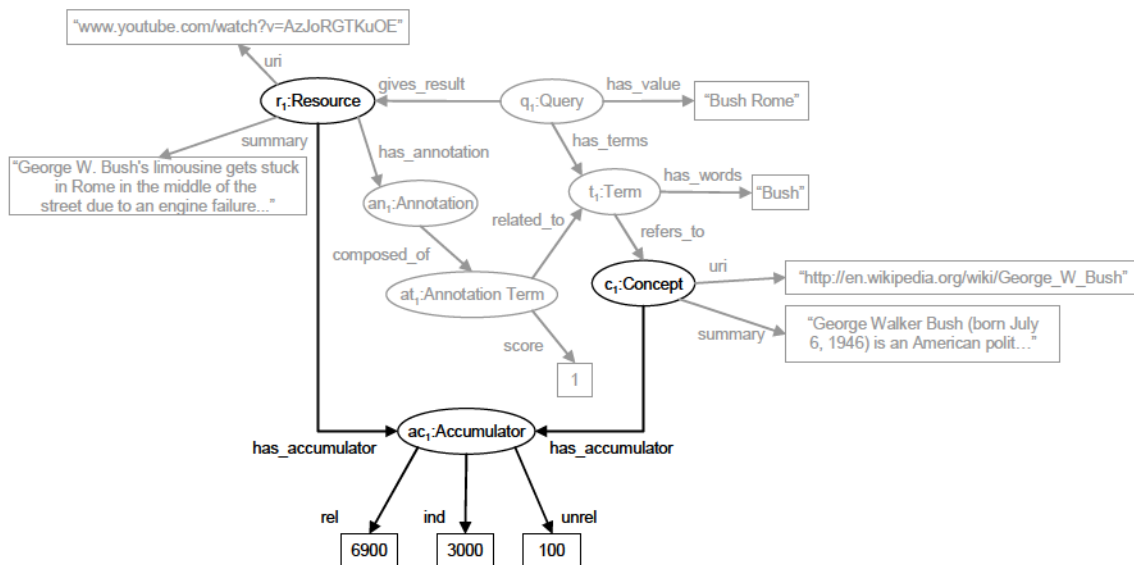 “www.youtube.com/watch?v=AzJoRGTKuOE”
uri
gives_result
has_value
r₁:Resource
q₁:Query
“Bush Rome”
summary
has_terms
has_annotation
“George W. Bush's limousine gets stuck
in Rome in the middle of the
street due to an engine failure...”
has_words
t₁:Term
“Bush”
an₁:Annotation
related_to
refers_to
composed_of
uri
c₁:Concept
“http://en.wikipedia.org/wiki/George_W_Bush”
at₁:Annotation Term
summary
“George Walker Bush (born July
6, 1946) is an American polit…”
score
1
ac₁:Accumulator
has_accumulator
has_accumulator
rel
ind
unrel
6900
3000
100